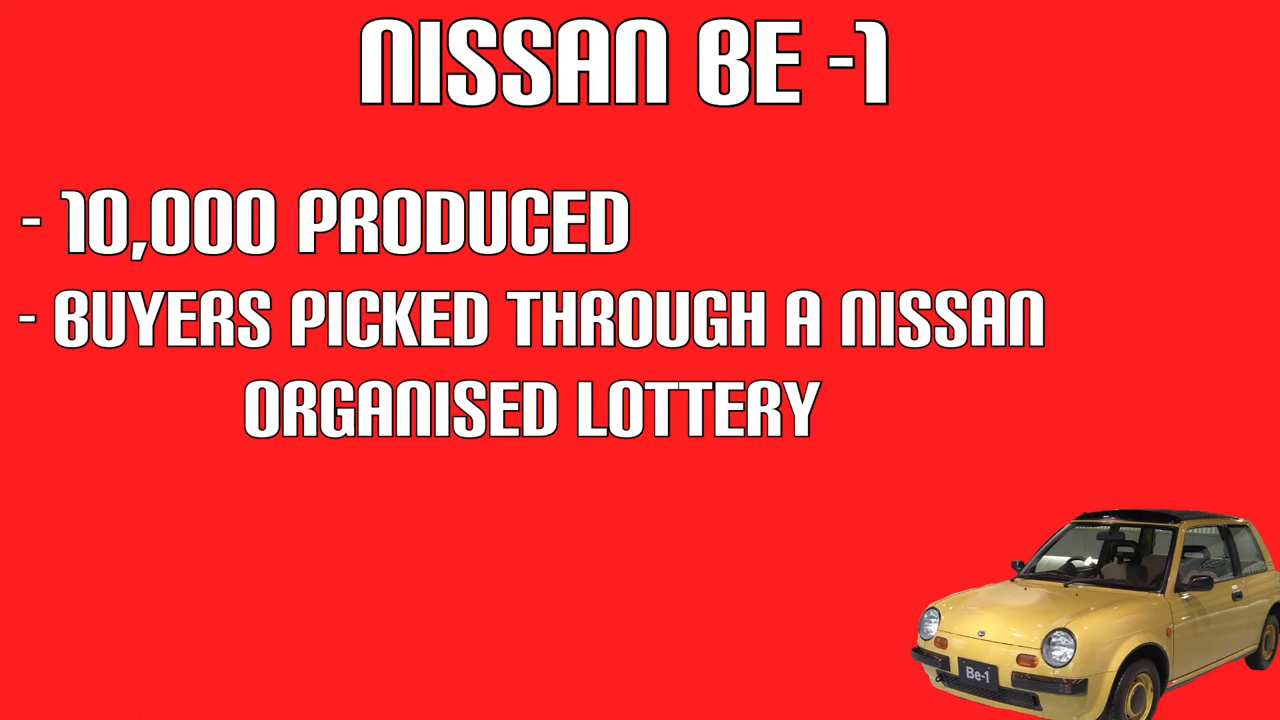 NISSAN BE -1
- 10,000 PRODUCED
- BUYERS PICKED THROUGH A NISSAN
ORGANISED LOTTERY
Be-1